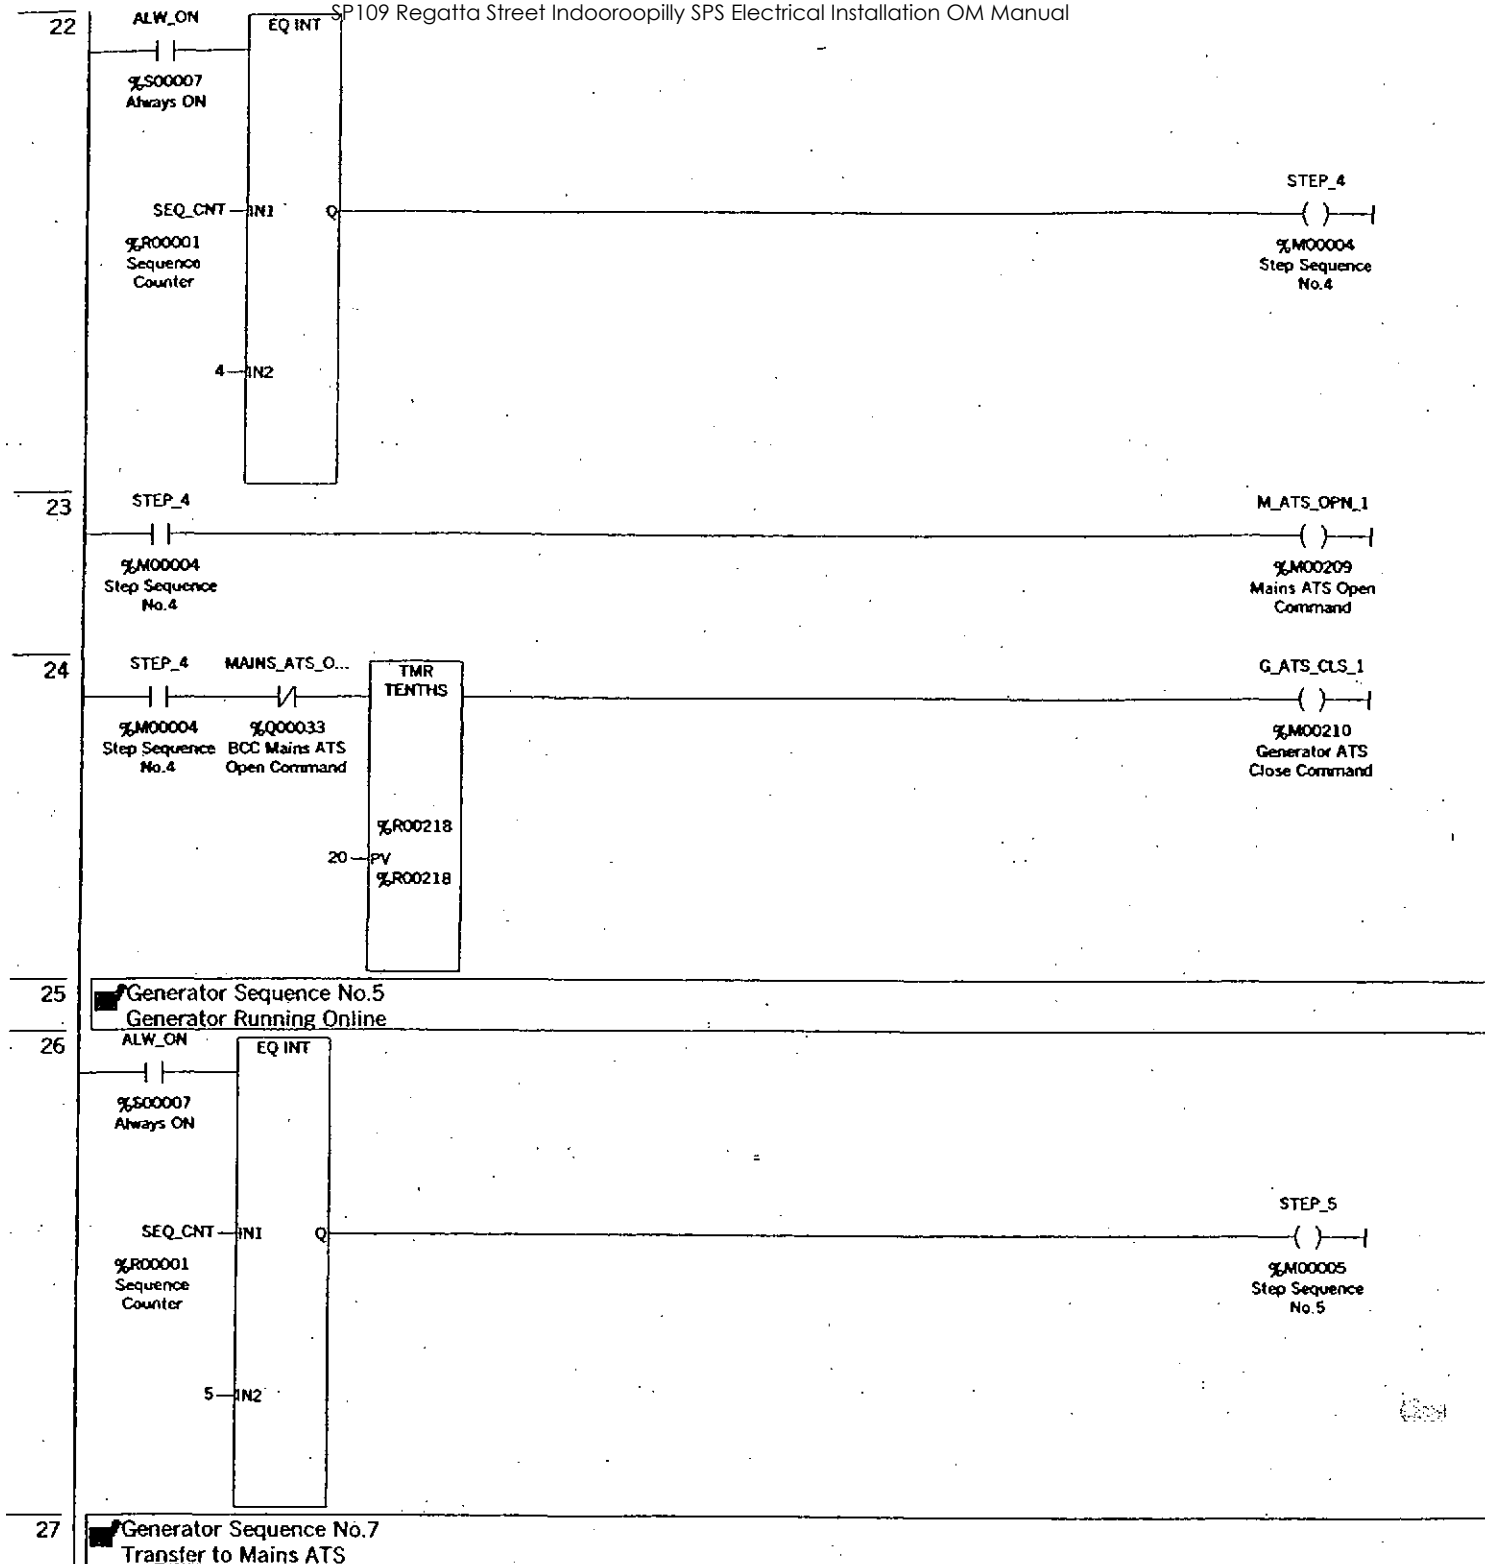 SP109 Regatta Street Indooroopilly SPS Electrical Installation OM Manual
22
ALW_ON
EQ INT
%S00007
Always ON
STEP_4
SEQ_CNT
IN1
Q
%R00001
Sequence
Counter
%M00004
Step Sequence
No.4
4
IN2
23
STEP_4
M_ATS_OPN_1
%M00004
Step Sequence
No.4
%M00209
Mains ATS Open
Command
24
STEP_4
MAINS_ATS_O...
TMR
TENTHS
G_ATS_CLS_1
%M00004
Step Sequence
No.4
%Q00033
BCC Mains ATS
Open Command
%M00210
Generator ATS
Close Command
%R00218
20
PV
%R00218
25
Generator Sequence No.5
Generator Running Online
26
ALW_ON
EQ INT
%S00007
Always ON
STEP_5
SEQ_CNT
IN1
Q
%R00001
Sequence
Counter
%M00005
Step Sequence
No.5
5
IN2
27
Generator Sequence No.7
Transfer to Mains ATS